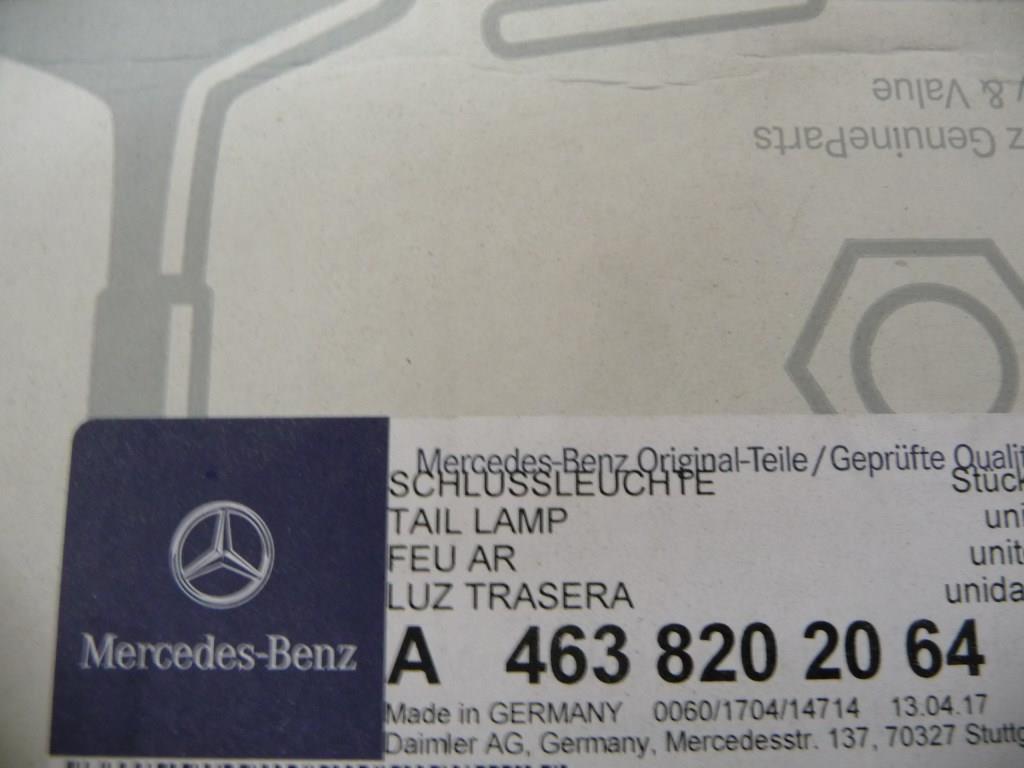 & Value
z GenuineParts
Mercedes-Benz Original-Teile/Geprüfte Qualit
SCHLUSSLEUCHTE Stück
TAIL LAMP uni
FEU AR unit
LUZ TRASERA unida
A 463 820 20 64
Mercedes-Benz
Made in GERMANY 0060/1704/14714 13.04.17
Daimler AG, Germany, Mercedesstr. 137, 70327 Stuttg